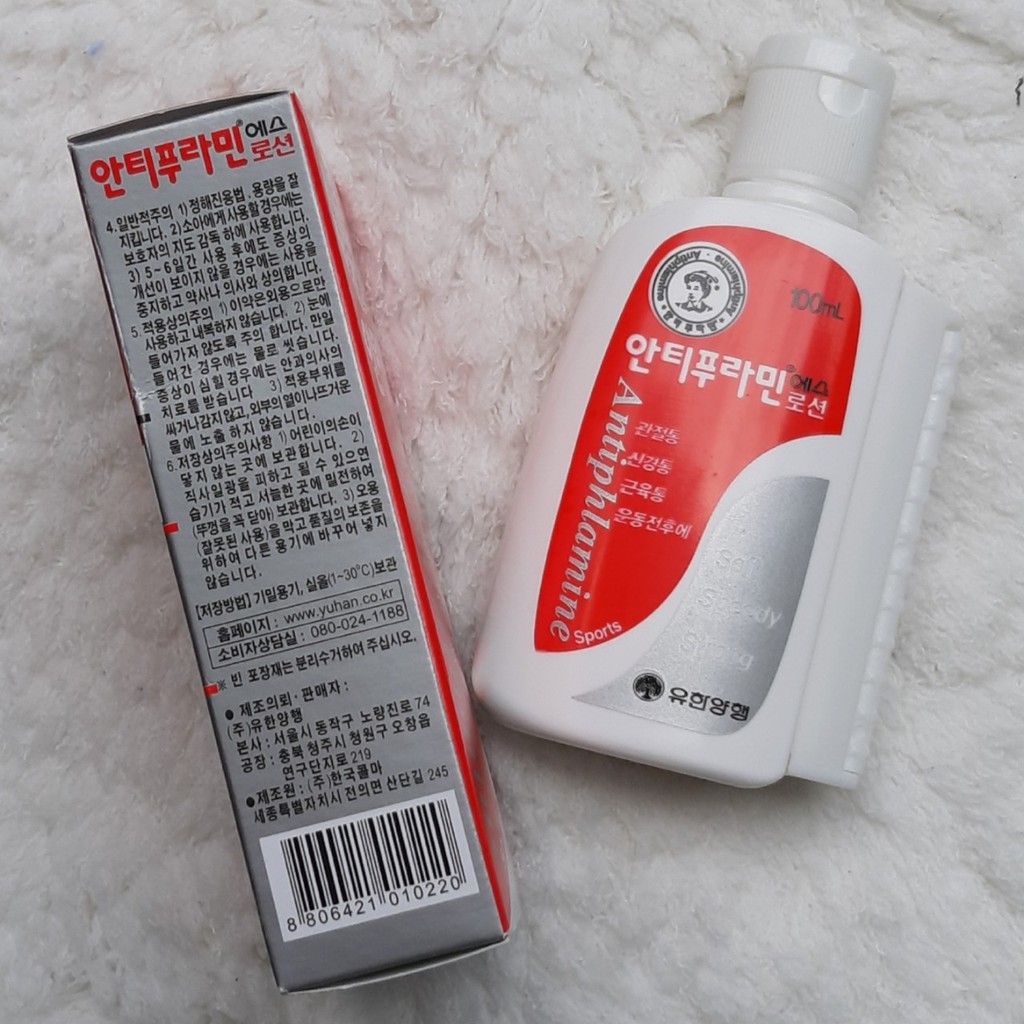 안티푸라민® 에스
로션
4. 일반적주의 1) 정해진용법, 용량을 잘
지킵니다. 2) 소아에게 사용할 경우에는
보호자의 지도 감독 하에 사용합니다.
3) 5~6일간 사용 후에도 증상의
개선이 보이지 않을 경우에는 사용을
중지하고 약사나 의사와 상의합니다.
5. 적용상의주의 1) 이약은외용으로만
사용하고 내복하지 않습니다. 2) 눈에
들어가자 않도록 주의 합니다. 만일
들어간 경우에는 물로 씻습니다.
증상이 심할 경우에는 안과의사의
치료를 받습니다 3) 적용부위를
싸거나감지 않고, 외부의 열이나뜨거운
물에 노출 하지 않습니다.
6. 저장상의주의사항 1) 어린이의손이
닿지 않는 곳에 보관합니다. 2)
직사일광을 피하고 될 수 있으면
습기가 적고 서늘한 곳에 밀전하여
(뚜껑을 꼭 닫아) 보관합니다. 3) 오용
(잘못된 사용)을 막고 품질의 보존을
위하여 다른 용기에 바꾸어 넣지
않습니다.
[저장방법] 기밀용기, 실온(1~30℃)보관
홈페이지 : www.yuhan.co.kr
소비자상담실 : 080-024-1188
※ 빈 포장재는 분리수거하여 주십시오.
● 제조의뢰·판매자 :
(주)유한양행
본사 : 서울시 동작구 노량진로 74
공장 : 충북 청주시 청원구 오창읍
연구단지로 219
● 제조원 : (주)한국콜마
세종특별자치시 전의면 산단길 245
8 806421 010220
100mL
안티푸라민® 에스
로션
Antiphlamine
관절통
신경통
근육통
운동전후에
Sports
Soft
Speedy
Strong
유한양행